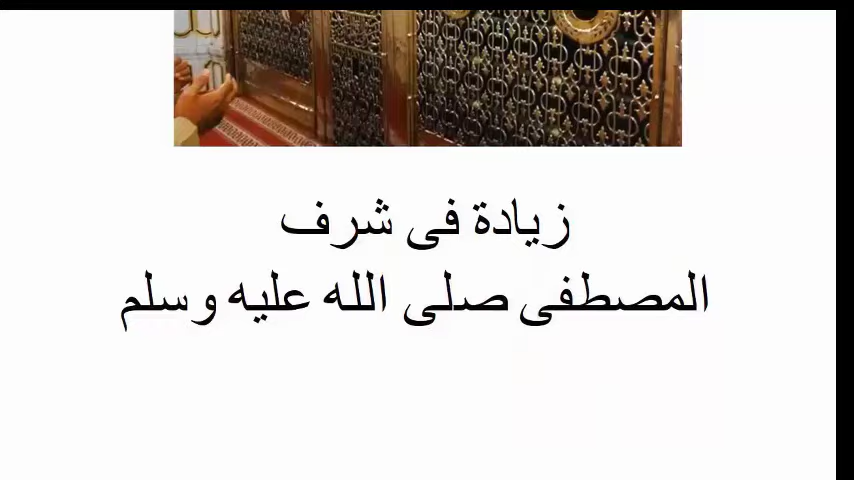 زيادة فى شرف
المصطفى صلى الله عليه وسلم